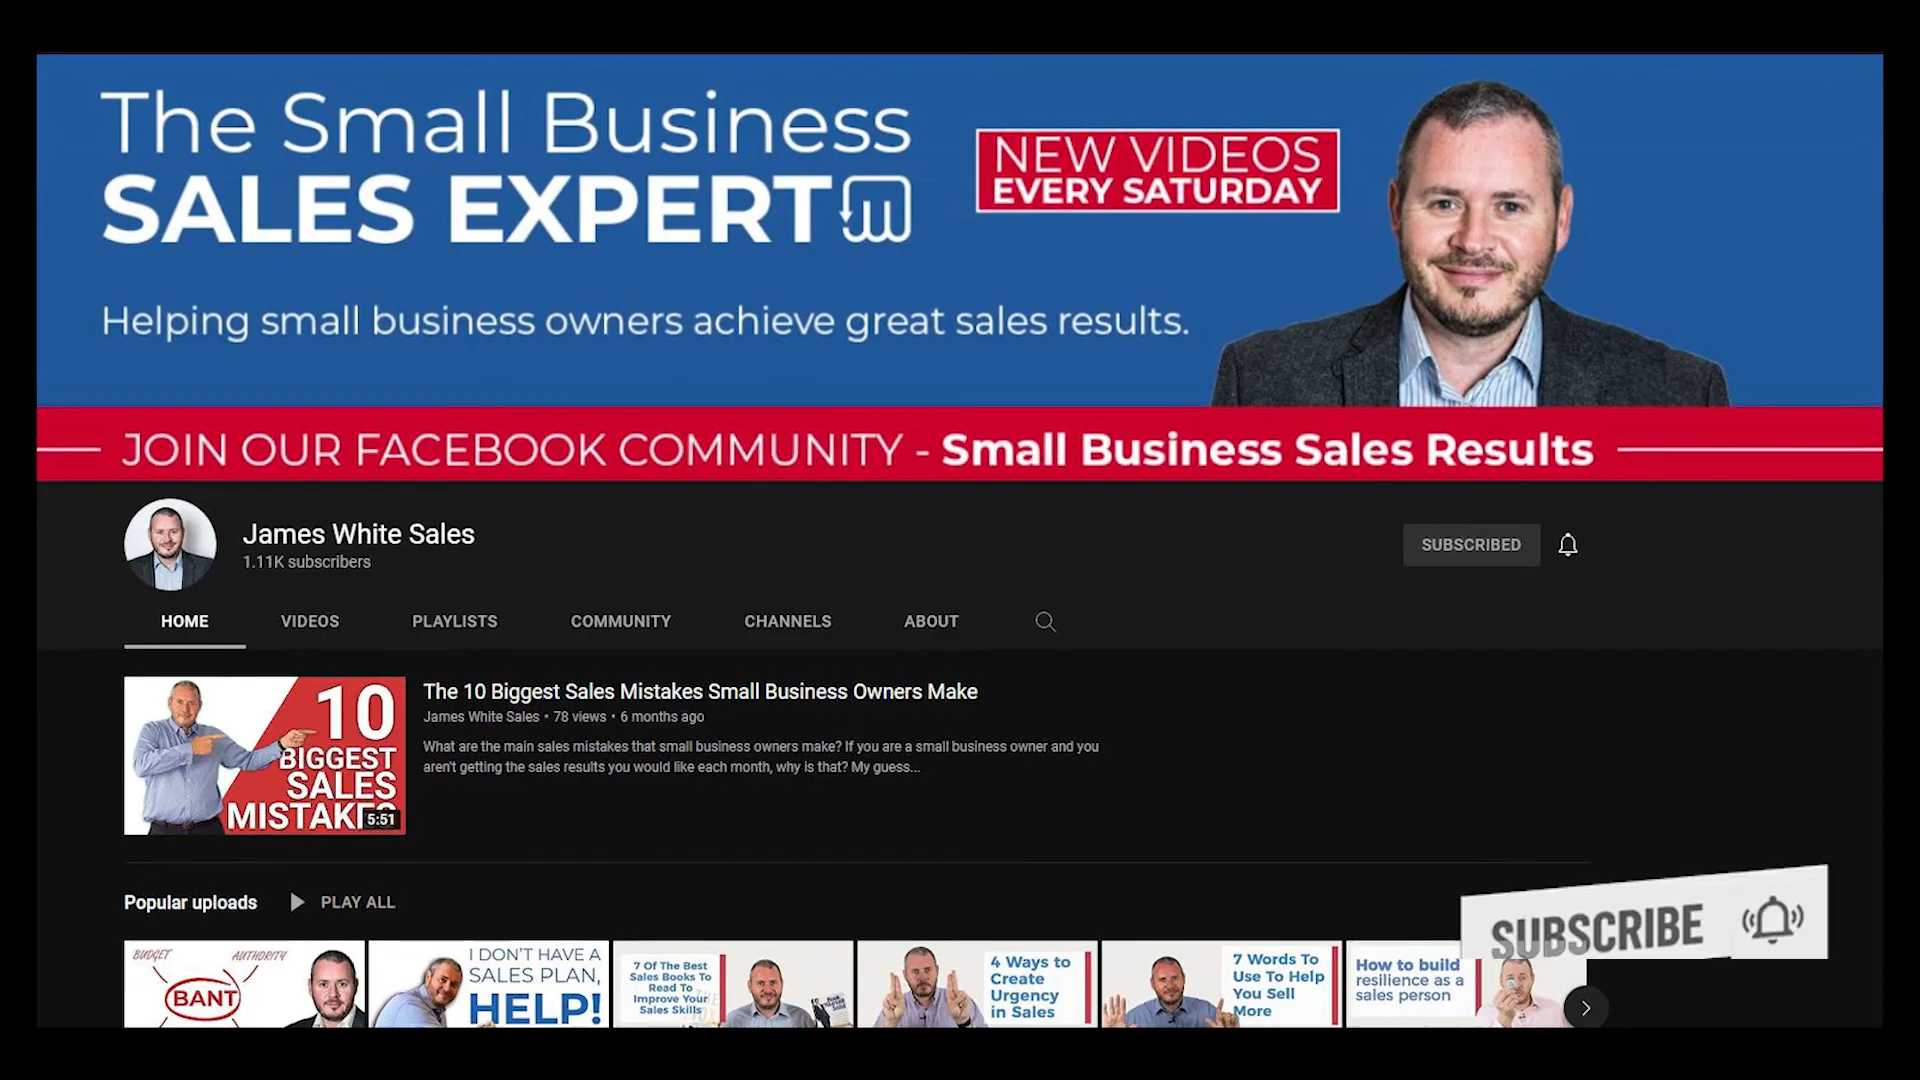 The Small Business
SALES EXPERT
NEW VIDEOS
EVERY SATURDAY
Helping small business owners achieve great sales results.
JOIN OUR FACEBOOK COMMUNITY - Small Business Sales Results
James White Sales
1.11K subscribers
SUBSCRIBED
HOME
VIDEOS
PLAYLISTS
COMMUNITY
CHANNELS
ABOUT
10
BIGGEST
SALES
5:51
The 10 Biggest Sales Mistakes Small Business Owners Make
James White Sales • 78 views • 6 months ago
What are the main sales mistakes that small business owners make? If you are a small business owner and you
aren't getting the sales results you would like each month, why is that? My guess...
Popular uploads
PLAY ALL
SUBSCRIBE
BUDGET
AUTHORITY
BANT
I DON'T HAVE A
SALES PLAN,
HELP!
7 Of The Best
Sales Books To
Read To
Improve Your
Sales Skills
4 Ways to
Create
Urgency
in Sales
7 Words To
Use To Help
You Sell
More
How to build
resilience as a
sales person